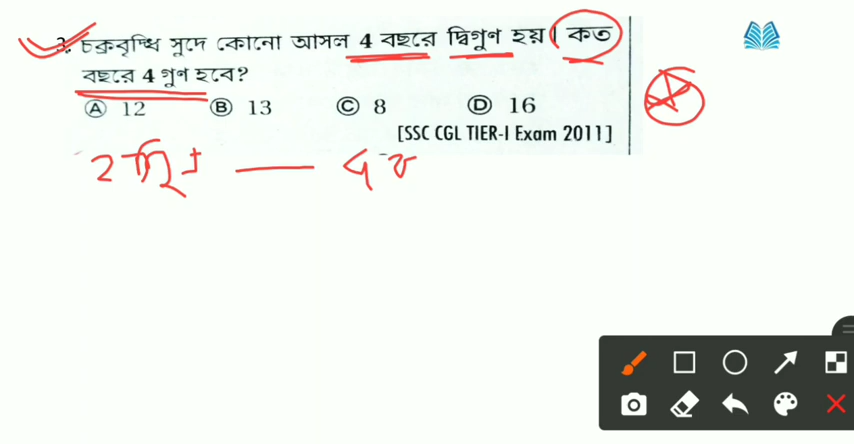 3. চক্রবৃদ্ধি সুদে কোনো আসল 4 বছরে দ্বিগুণ হয়। কত
বছরে 4 গুণ হবে?
Ⓐ 12 Ⓑ 13 Ⓒ 8 Ⓓ 16
[SSC CGL TIER-I Exam 2011]
2